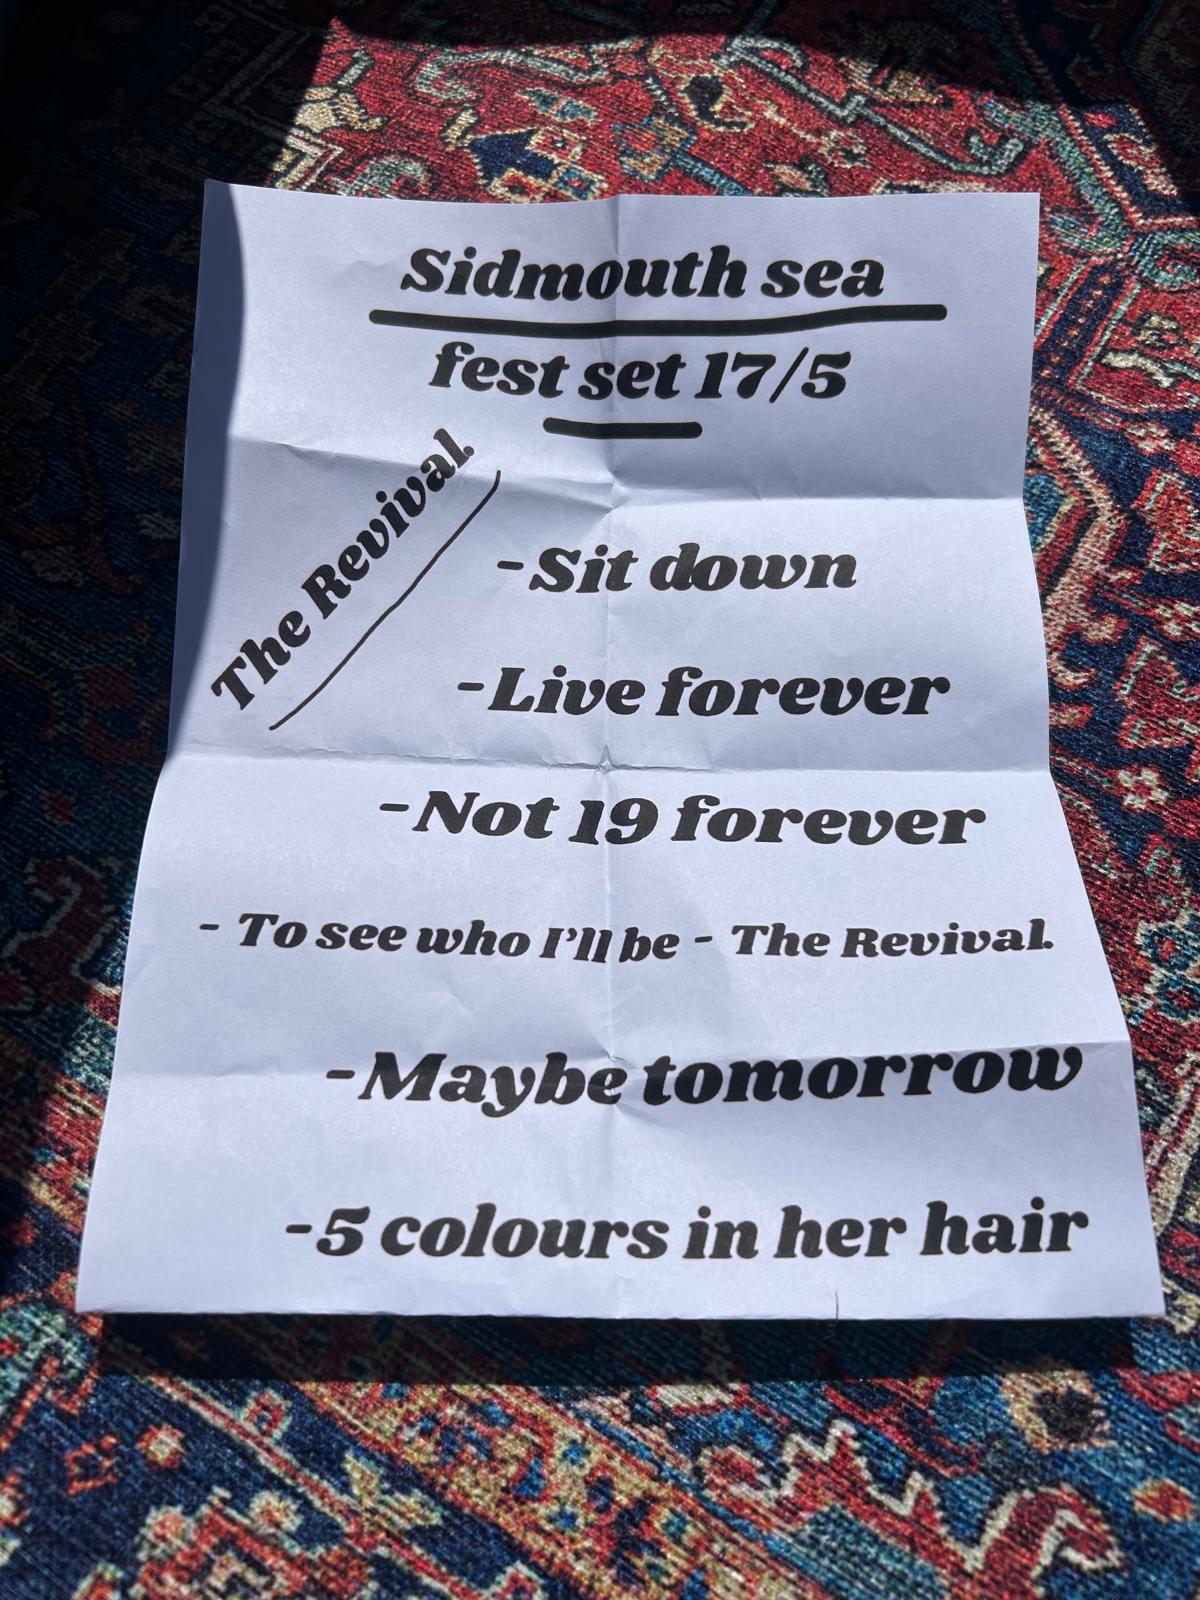 Sidmouth sea
fest set 17/5
The Revival.
-Sit down
-Live forever
-Not 19 forever
- To see who I'll be - The Revival.
-Maybe tomorrow
-5 colours in her hair